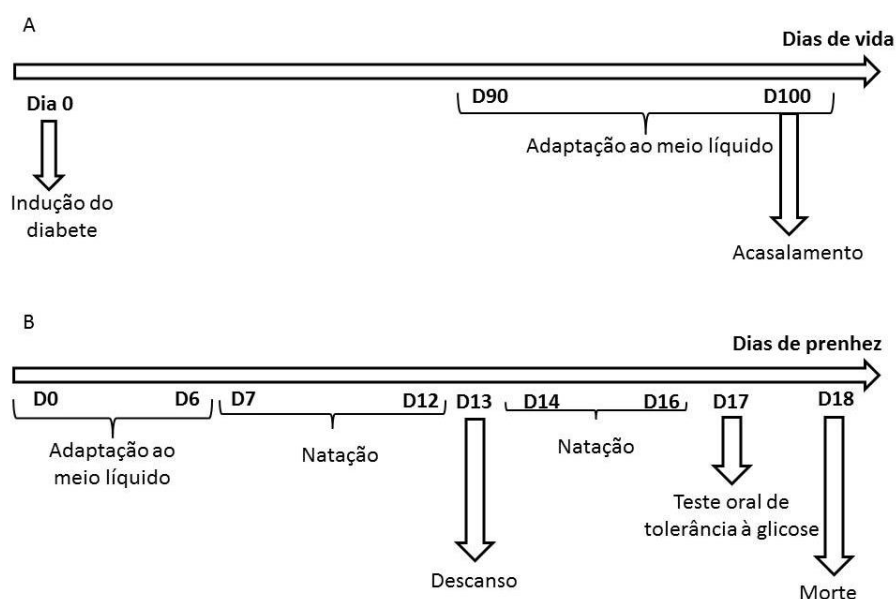 A
Dias de vida
Dia 0
D90
D100
Indução do
diabete
Adaptação ao meio líquido
Acasalamento
B
Dias de prenhez
D0
D6
D7
D12
D13
D14
D16
D17
D18
Adaptação ao
meio líquido
Natação
Natação
Teste oral de
tolerância à glicose
Descanso
Morte